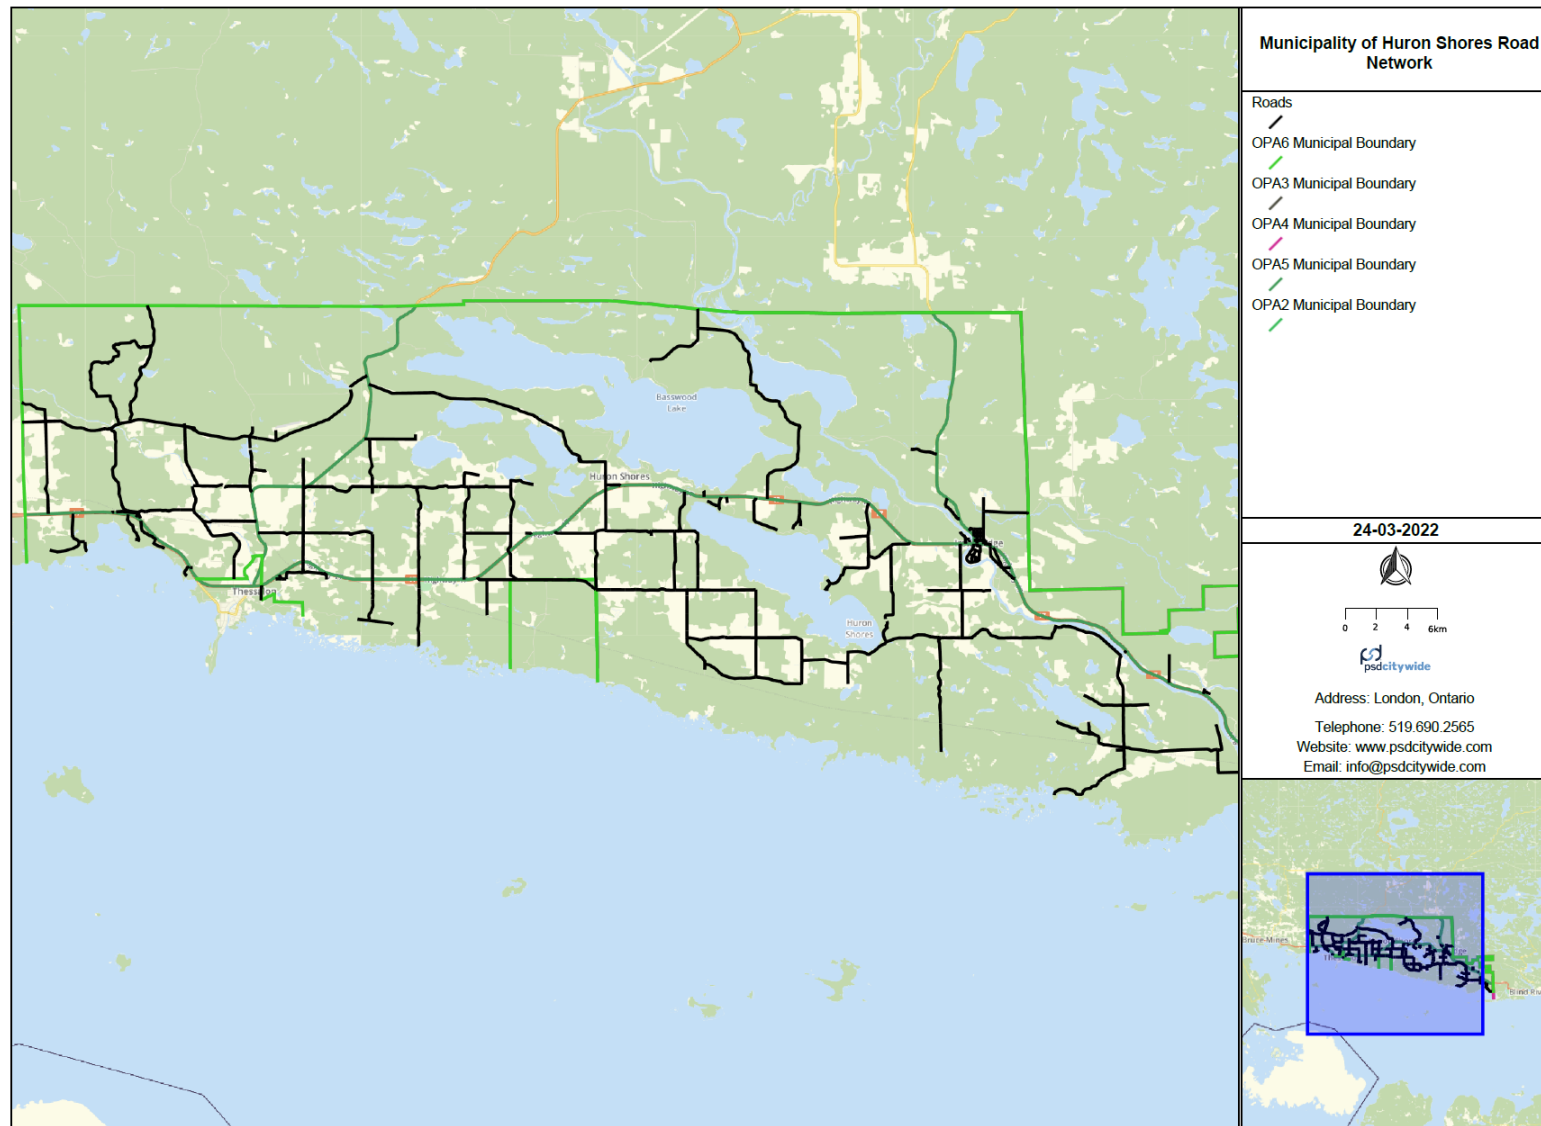 Municipality of Huron Shores Road
Network
Roads
OPA6 Municipal Boundary
OPA3 Municipal Boundary
OPA4 Municipal Boundary
OPA5 Municipal Boundary
OPA2 Municipal Boundary
Basswood
Lake
Huron Shores
Huron
Shores
Thessalon
24-03-2022
0 2 4 6km
psdcitywide
Address: London, Ontario
Telephone: 519.690.2565
Website: www.psdcitywide.com
Email: info@psdcitywide.com
Bruce Mines